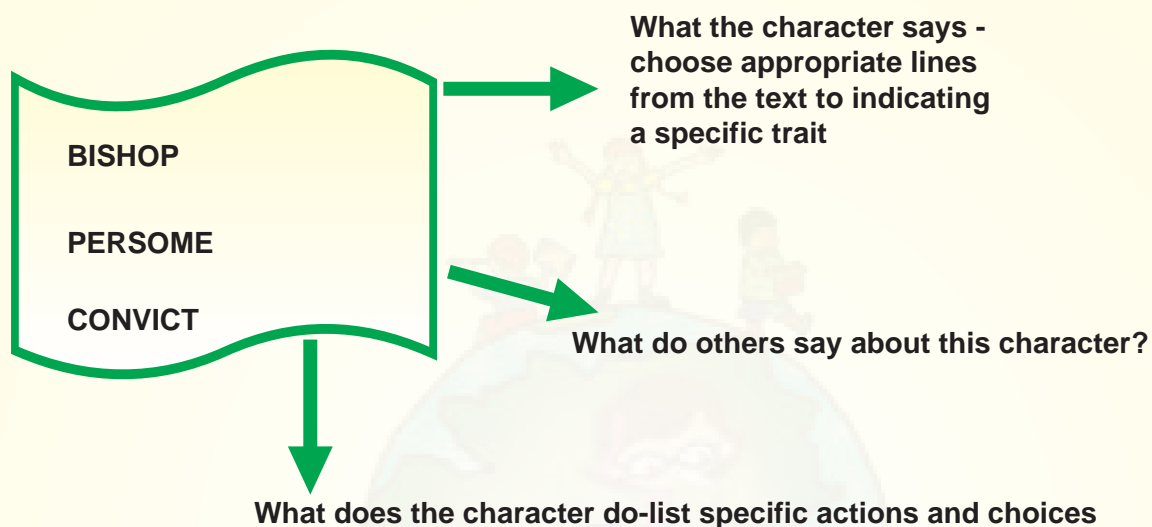 What the character says -
choose appropriate lines
from the text to indicating
a specific trait
BISHOP
PERSOME
CONVICT
What do others say about this character?
What does the character do-list specific actions and choices